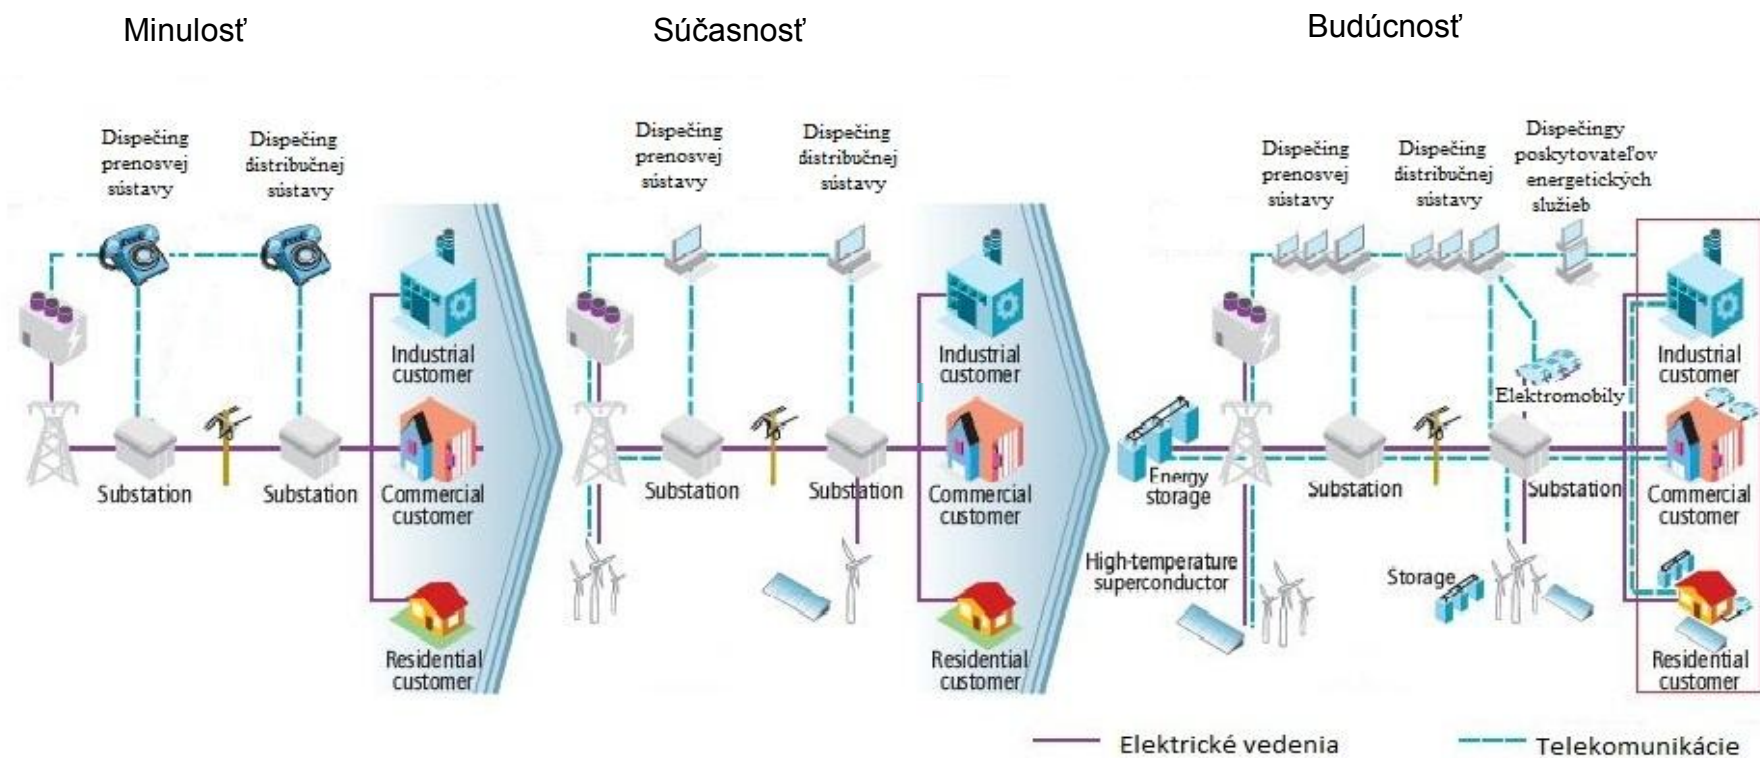 Minulosť
Súčasnosť
Budúcnosť
Dispečing
prenosvej
sústavy
Dispečing
distribučnej
sústavy
Industrial
customer
Substation
Substation
Commercial
customer
Residential
customer
Dispečing
prenosvej
sústavy
Dispečing
distribučnej
sústavy
Industrial
customer
Substation
Substation
Commercial
customer
Residential
customer
Dispečing
prenosvej
sústavy
Dispečing
distribučnej
sústavy
Dispečingy
poskytovateľov
energetických
služieb
Industrial
customer
Elektromobily
Energy
storage
Substation
Substation
Commercial
customer
High-temperature
superconductor
Storage
Residential
customer
Elektrické vedenia
Telekomunikácie